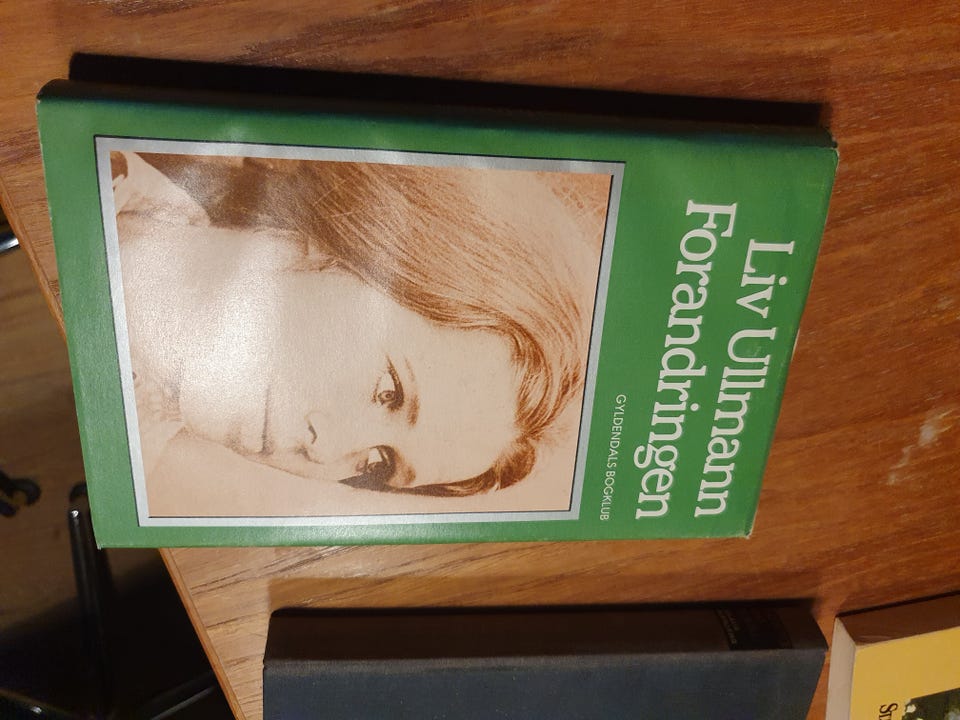 Liv Ullmann
Forandringen
GYLDENDALS BOGKLUB